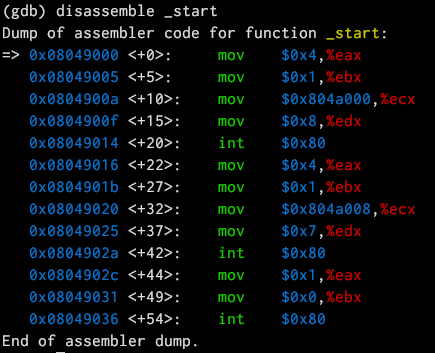 (gdb) disassemble _start
Dump of assembler code for function _start:
=> 0x08049000 <+0>:     mov    $0x4,%eax
   0x08049005 <+5>:     mov    $0x1,%ebx
   0x0804900a <+10>:    mov    $0x804a000,%ecx
   0x0804900f <+15>:    mov    $0x8,%edx
   0x08049014 <+20>:    int    $0x80
   0x08049016 <+22>:    mov    $0x4,%eax
   0x0804901b <+27>:    mov    $0x1,%ebx
   0x08049020 <+32>:    mov    $0x804a008,%ecx
   0x08049025 <+37>:    mov    $0x7,%edx
   0x0804902a <+42>:    int    $0x80
   0x0804902c <+44>:    mov    $0x1,%eax
   0x08049031 <+49>:    mov    $0x0,%ebx
   0x08049036 <+54>:    int    $0x80
End of assembler dump.